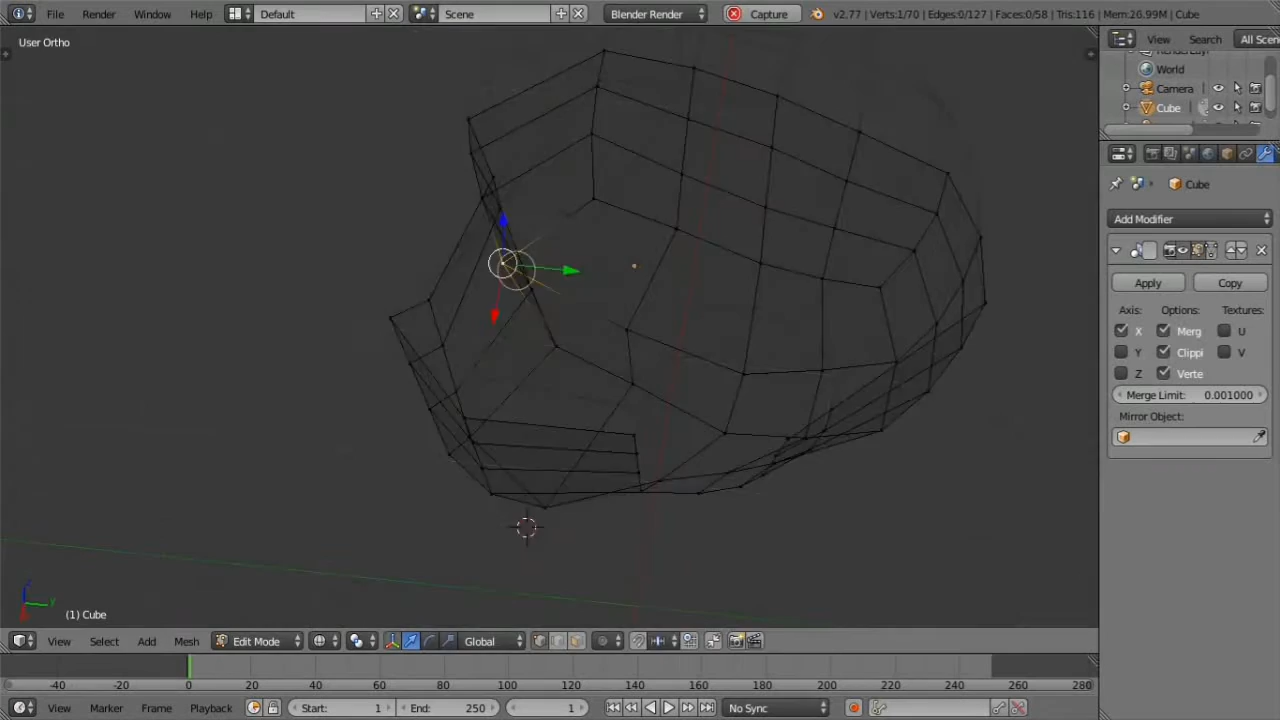 File Render Window Help Default Scene Blender Render Capture v2.77 | Verts:1/70 | Edges:0/127 | Faces:0/58 | Tris:116 | Mem:26.99M | Cube
User Ortho
View Search All Scen
World
Camera
Cube
Cube
Add Modifier
Apply Copy
Axis: Options: Textures:
X Merg U
Y Clippi V
Z Verte
Merge Limit: 0.001000
Mirror Object:
z
y
(1) Cube
View Select Add Mesh Edit Mode Global
-40 -20 0 20 40 60 80 100 120 140 160 180 200 220 240 260 280
View Marker Frame Playback Start: 1 End: 250 1 No Sync